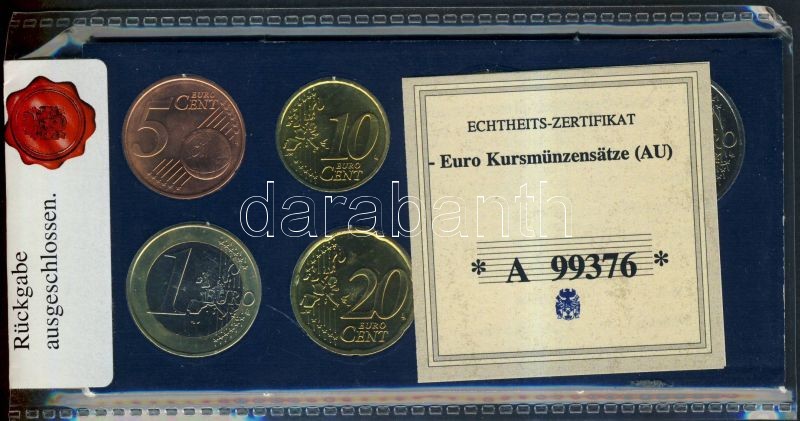 Rückgabe
ausgeschlossen.
5 EURO
CENT
10
EURO
CENT
ECHTHEITS-ZERTIFIKAT
- Euro Kursmünzensätze (AU)
* A 99376 *
darabanth
1 EURO
20
EURO
CENT